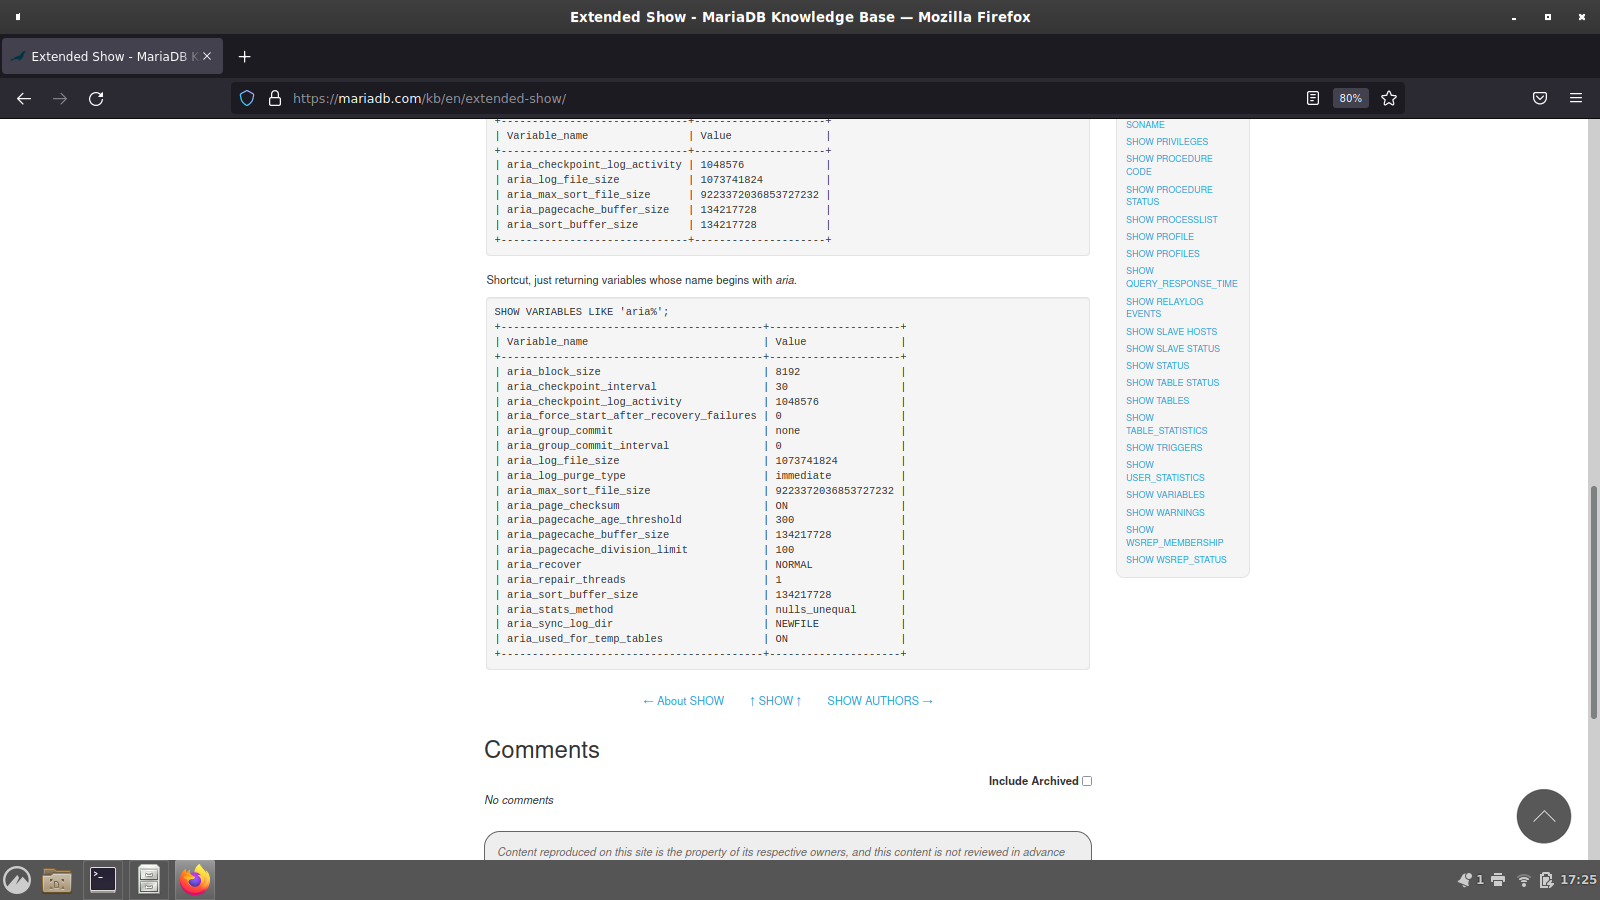 Extended Show - MariaDB Knowledge Base — Mozilla Firefox
Extended Show - MariaDB K
https://mariadb.com/kb/en/extended-show/
80%
+------------------------------+---------------------+
| Variable_name                | Value               |
+------------------------------+---------------------+
| aria_checkpoint_log_activity | 1048576             |
| aria_log_file_size           | 1073741824          |
| aria_max_sort_file_size      | 9223372036853727232 |
| aria_pagecache_buffer_size   | 134217728           |
| aria_sort_buffer_size        | 134217728           |
+------------------------------+---------------------+
Shortcut, just returning variables whose name begins with aria.
SHOW VARIABLES LIKE 'aria%';
+------------------------------------------+---------------------+
| Variable_name                            | Value               |
+------------------------------------------+---------------------+
| aria_block_size                          | 8192                |
| aria_checkpoint_interval                 | 30                  |
| aria_checkpoint_log_activity             | 1048576             |
| aria_force_start_after_recovery_failures | 0                   |
| aria_group_commit                        | none                |
| aria_group_commit_interval               | 0                   |
| aria_log_file_size                       | 1073741824          |
| aria_log_purge_type                      | immediate           |
| aria_max_sort_file_size                  | 9223372036853727232 |
| aria_page_checksum                       | ON                  |
| aria_pagecache_age_threshold             | 300                 |
| aria_pagecache_buffer_size               | 134217728           |
| aria_pagecache_division_limit            | 100                 |
| aria_recover                             | NORMAL              |
| aria_repair_threads                      | 1                   |
| aria_sort_buffer_size                    | 134217728           |
| aria_stats_method                        | nulls_unequal       |
| aria_sync_log_dir                        | NEWFILE             |
| aria_used_for_temp_tables                | ON                  |
+------------------------------------------+---------------------+
← About SHOW ↑ SHOW ↑ SHOW AUTHORS →
Comments
Include Archived
No comments
Content reproduced on this site is the property of its respective owners, and this content is not reviewed in advance
SONAME
SHOW PRIVILEGES
SHOW PROCEDURE
CODE
SHOW PROCEDURE
STATUS
SHOW PROCESSLIST
SHOW PROFILE
SHOW PROFILES
SHOW
QUERY_RESPONSE_TIME
SHOW RELAYLOG
EVENTS
SHOW SLAVE HOSTS
SHOW SLAVE STATUS
SHOW STATUS
SHOW TABLE STATUS
SHOW TABLES
SHOW
TABLE_STATISTICS
SHOW TRIGGERS
SHOW
USER_STATISTICS
SHOW VARIABLES
SHOW WARNINGS
SHOW
WSREP_MEMBERSHIP
SHOW WSREP_STATUS
1
17:25